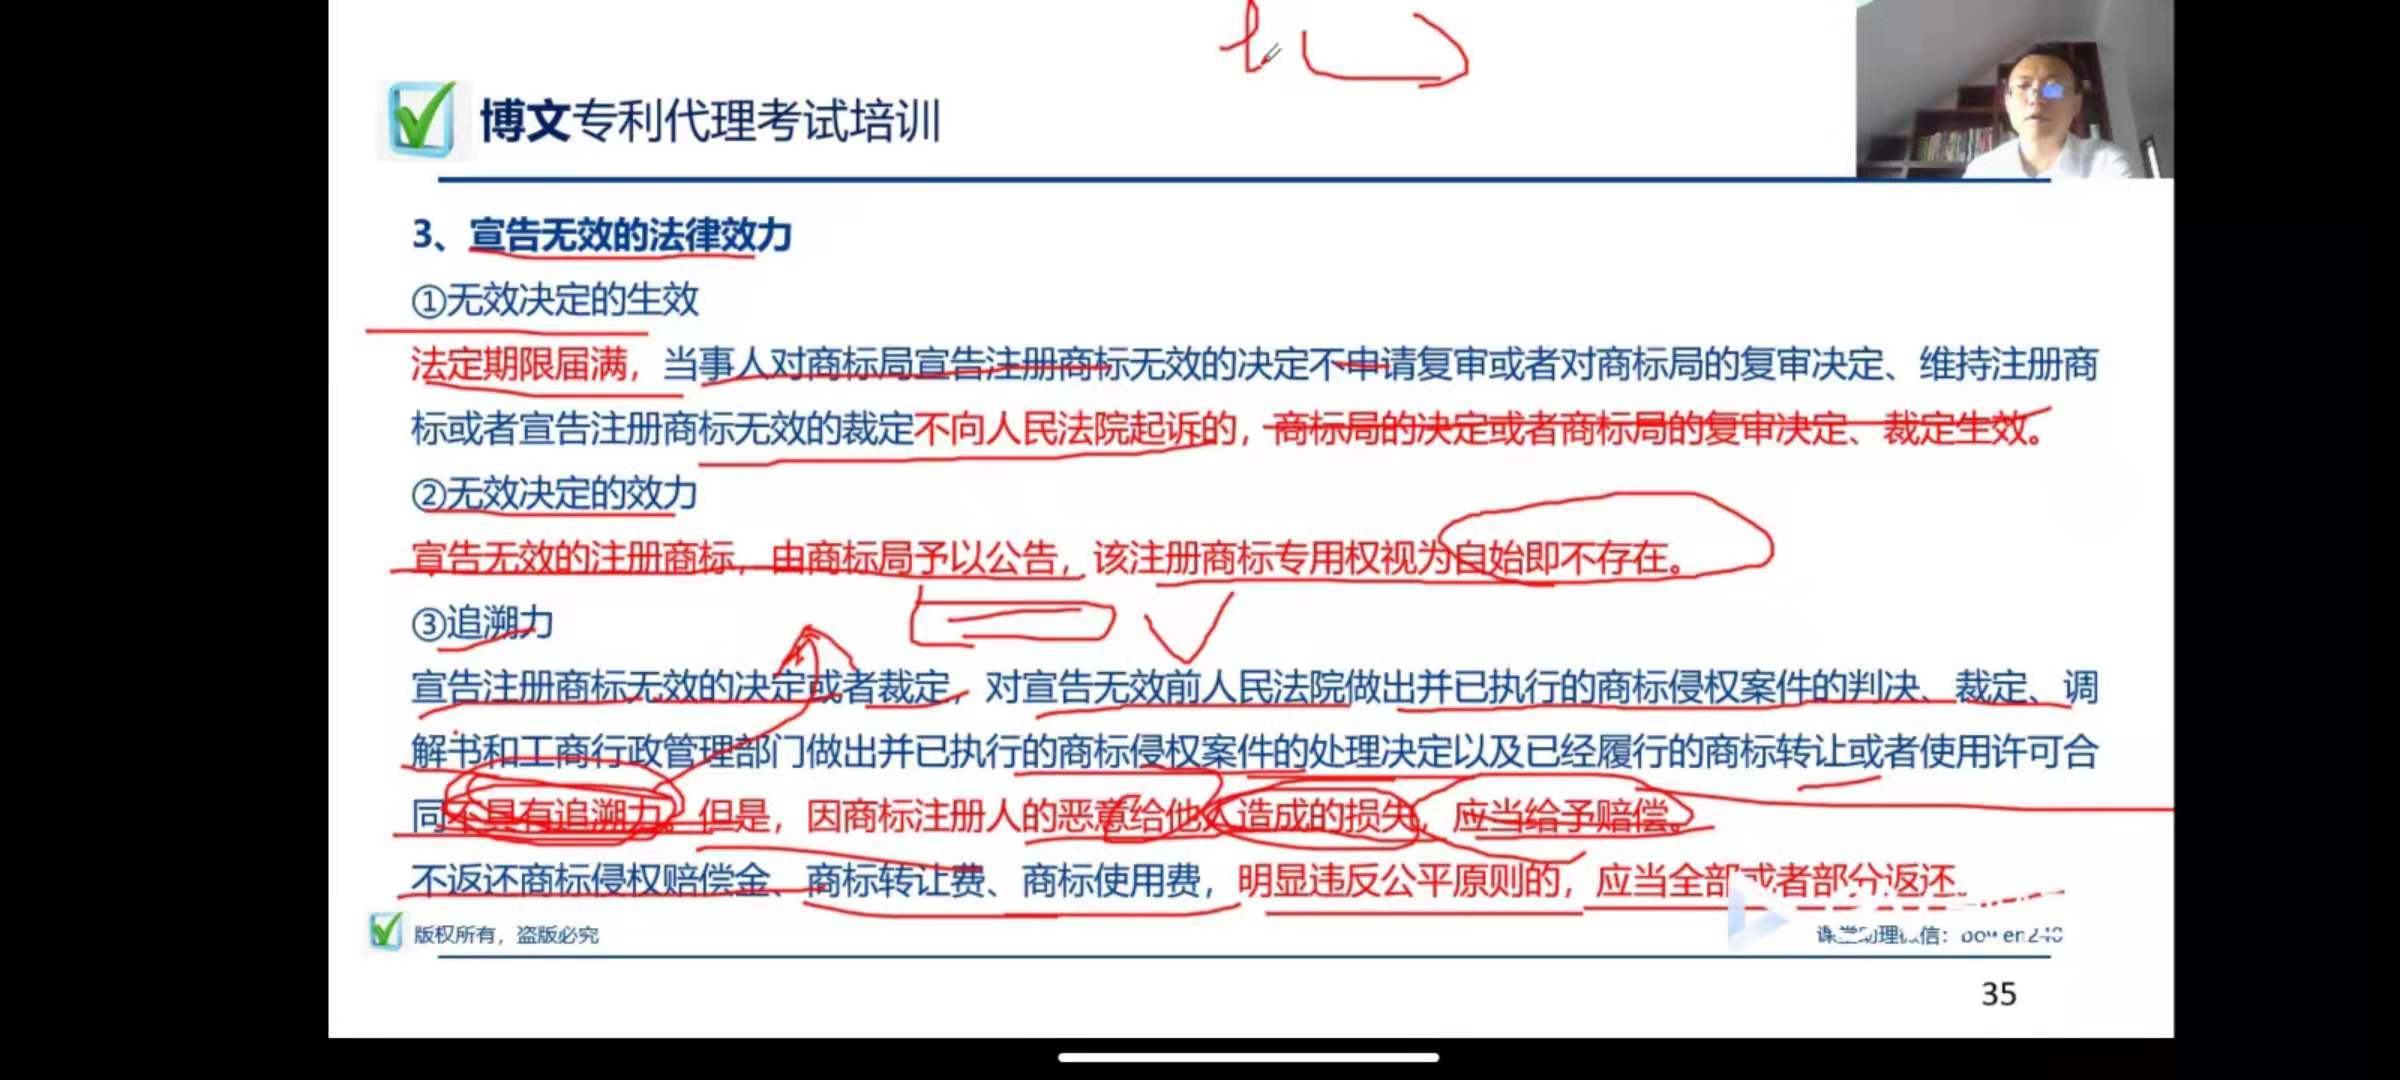 博文专利代理考试培训
3、宣告无效的法律效力
①无效决定的生效
法定期限届满，当事人对商标局宣告注册商标无效的决定不申请复审或者对商标局的复审决定、维持注册商
标或者宣告注册商标无效的裁定不向人民法院起诉的，商标局的决定或者商标局的复审决定、裁定生效。
②无效决定的效力
宣告无效的注册商标，由商标局予以公告，该注册商标专用权视为自始即不存在。
③追溯力
宣告注册商标无效的决定或者裁定，对宣告无效前人民法院做出并已执行的商标侵权案件的判决、裁定、调
解书和工商行政管理部门做出并已执行的商标侵权案件的处理决定以及已经履行的商标转让或者使用许可合
同不具有追溯力。但是，因商标注册人的恶意给他人造成的损失，应当给予赔偿。
不返还商标侵权赔偿金、商标转让费、商标使用费，明显违反公平原则的，应当全部或者部分返还。
版权所有，盗版必究
课堂助理微信：
35